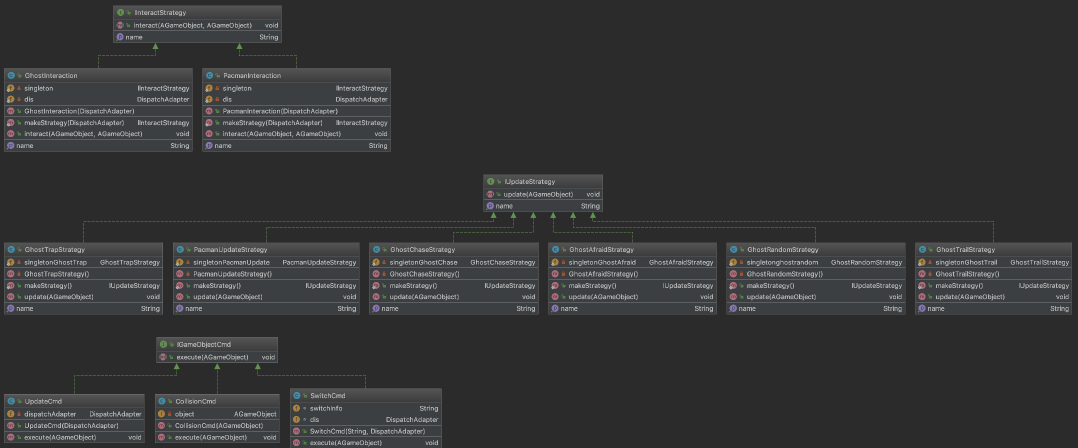 IInteractStrategy
interact(AGameObject, AGameObject) void
name String
GhostInteraction
singleton IInteractStrategy
dis DispatchAdapter
GhostInteraction(DispatchAdapter)
makeStrategy(DispatchAdapter) IInteractStrategy
interact(AGameObject, AGameObject) void
name String
PacmanInteraction
singleton IInteractStrategy
dis DispatchAdapter
PacmanInteraction(DispatchAdapter)
makeStrategy(DispatchAdapter) IInteractStrategy
interact(AGameObject, AGameObject) void
name String
IUpdateStrategy
update(AGameObject) void
name String
GhostTrapStrategy
singletonGhostTrap GhostTrapStrategy
GhostTrapStrategy()
makeStrategy() IUpdateStrategy
update(AGameObject) void
name String
PacmanUpdateStrategy
singletonPacmanUpdate PacmanUpdateStrategy
PacmanUpdateStrategy()
makeStrategy() IUpdateStrategy
update(AGameObject) void
name String
GhostChaseStrategy
singletonGhostChase GhostChaseStrategy
GhostChaseStrategy()
makeStrategy() IUpdateStrategy
update(AGameObject) void
name String
GhostAfraidStrategy
singletonGhostAfraid GhostAfraidStrategy
GhostAfraidStrategy()
makeStrategy() IUpdateStrategy
update(AGameObject) void
name String
GhostRandomStrategy
singletonghostrandom GhostRandomStrategy
GhostRandomStrategy()
makeStrategy() IUpdateStrategy
update(AGameObject) void
name String
GhostTrailStrategy
singletonGhostTrail GhostTrailStrategy
GhostTrailStrategy()
makeStrategy() IUpdateStrategy
update(AGameObject) void
name String
IGameObjectCmd
execute(AGameObject) void
UpdateCmd
dispatchAdapter DispatchAdapter
UpdateCmd(DispatchAdapter)
execute(AGameObject) void
CollisionCmd
object AGameObject
CollisionCmd(AGameObject)
execute(AGameObject) void
SwitchCmd
switchInfo String
dis DispatchAdapter
SwitchCmd(String, DispatchAdapter)
execute(AGameObject) void